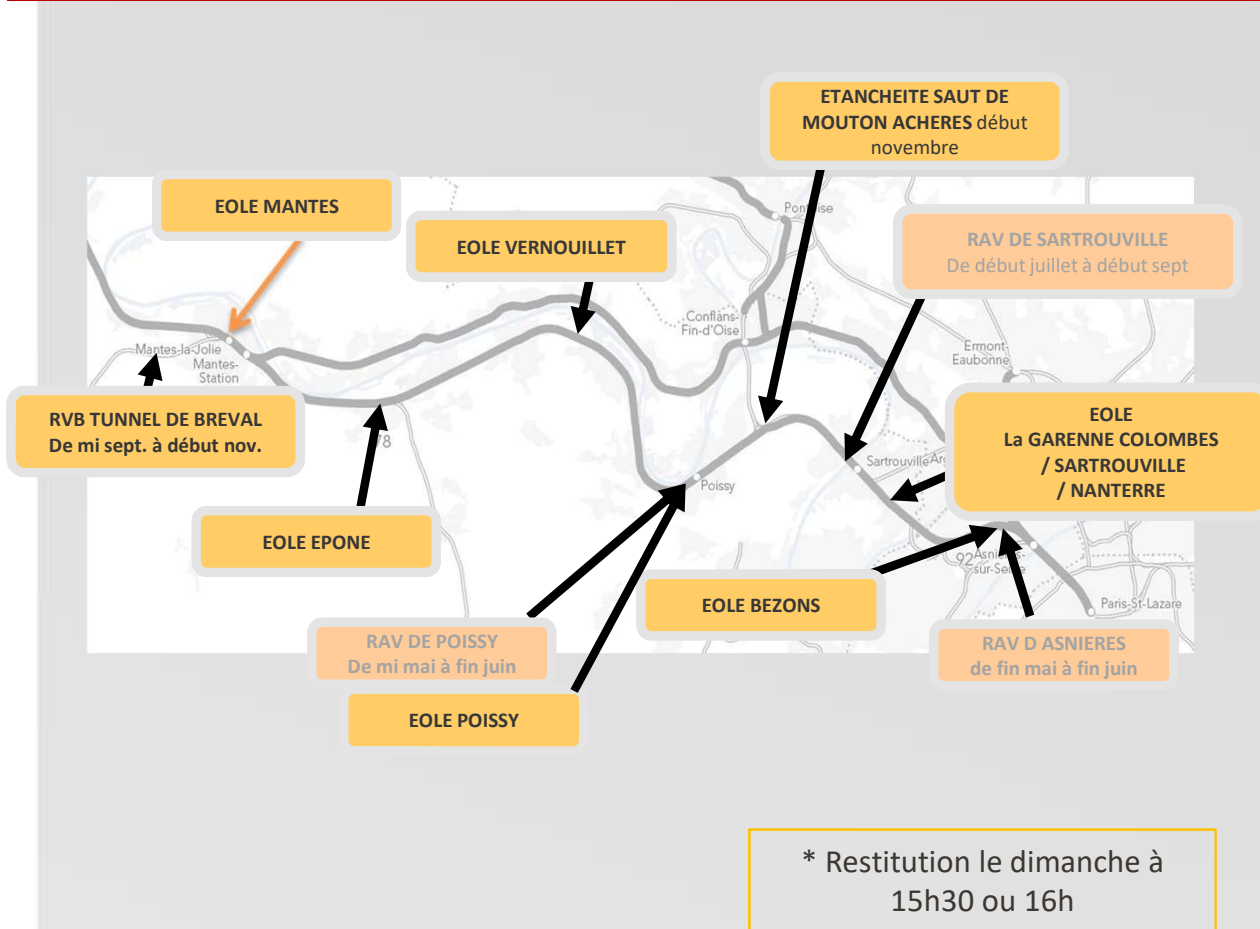 ETANCHEITE SAUT DE
MOUTON ACHERES début
novembre
EOLE MANTES
EOLE VERNOUILLET
RAV DE SARTROUVILLE
De début juillet à début sept
Conflans-
Fin-d'Oise
Ermont-
Eaubonne
Mantes-la-Jolie
Mantes-
Station
RVB TUNNEL DE BREVAL
De mi sept. à début nov.
78
EOLE
La GARENNE COLOMBES
/ SARTROUVILLE
/ NANTERRE
Sartrouville
Poissy
EOLE EPONE
92
EOLE BEZONS
Paris-St-Lazare
RAV DE POISSY
De mi mai à fin juin
RAV D ASNIERES
de fin mai à fin juin
EOLE POISSY
* Restitution le dimanche à
15h30 ou 16h